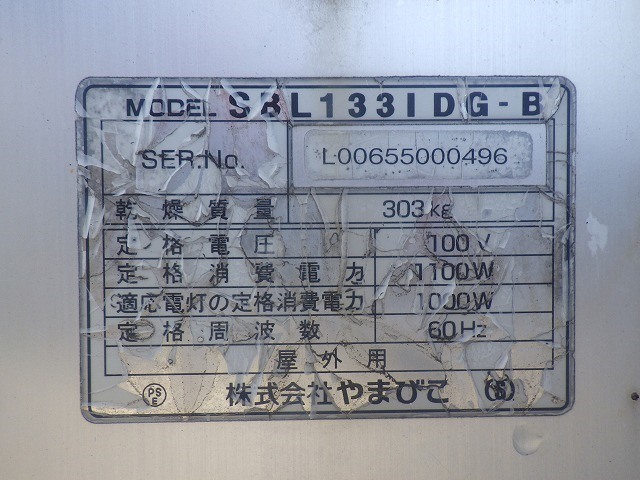 MODEL SBL133IDG-B
SER.No. L00655000496
乾燥質量 303KG
定格電圧 100V
定格消費電力 1100W
適応電灯の定格消費電力 1000W
定格周波数 60Hz
屋外用
PSE 株式会社やまびこ (S)